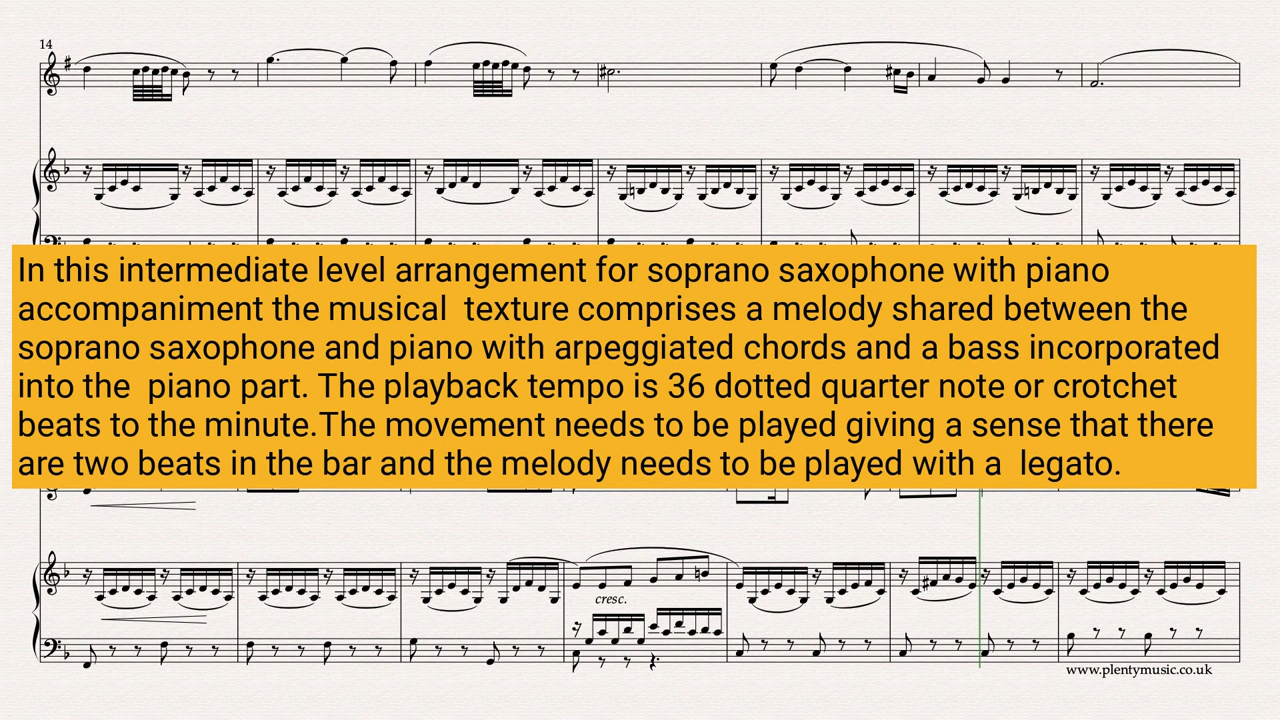 14
In this intermediate level arrangement for soprano saxophone with piano
accompaniment the musical  texture comprises a melody shared between the
soprano saxophone and piano with arpeggiated chords and a bass incorporated
into the  piano part. The playback tempo is 36 dotted quarter note or crotchet
beats to the minute.The movement needs to be played giving a sense that there
are two beats in the bar and the melody needs to be played with a  legato.
cresc.
www.plentymusic.co.uk